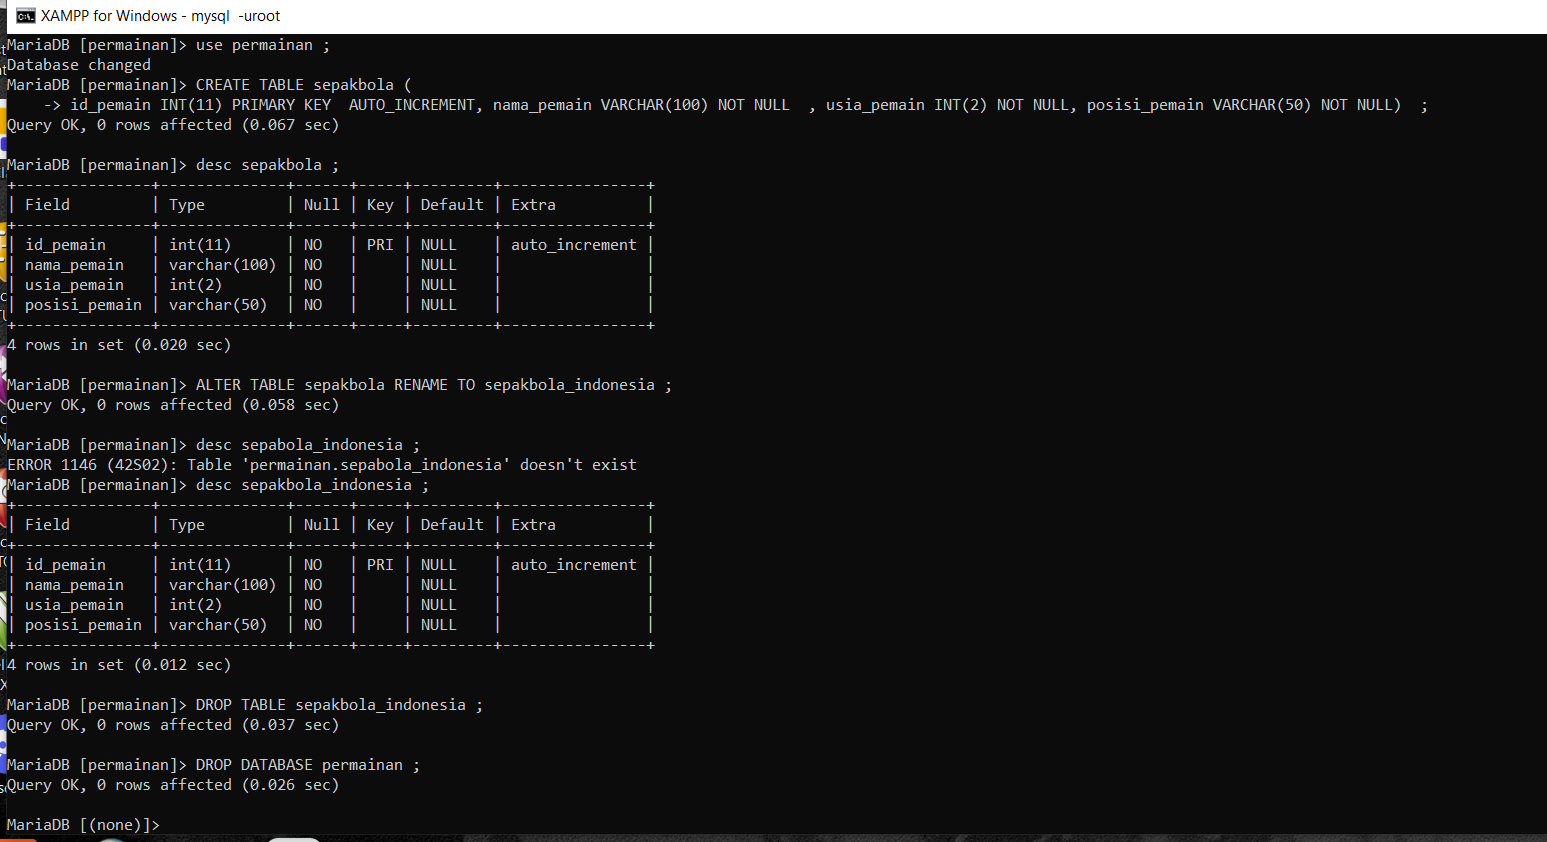 XAMPP for Windows - mysql  -uroot
MariaDB [permainan]> use permainan ;
Database changed
MariaDB [permainan]> CREATE TABLE sepakbola (
    -> id_pemain INT(11) PRIMARY KEY  AUTO_INCREMENT, nama_pemain VARCHAR(100) NOT NULL  , usia_pemain INT(2) NOT NULL, posisi_pemain VARCHAR(50) NOT NULL)  ;
Query OK, 0 rows affected (0.067 sec)

MariaDB [permainan]> desc sepakbola ;
+---------------+--------------+------+-----+---------+----------------+
| Field         | Type         | Null | Key | Default | Extra          |
+---------------+--------------+------+-----+---------+----------------+
| id_pemain     | int(11)      | NO   | PRI | NULL    | auto_increment |
| nama_pemain   | varchar(100) | NO   |     | NULL    |                |
| usia_pemain   | int(2)       | NO   |     | NULL    |                |
| posisi_pemain | varchar(50)  | NO   |     | NULL    |                |
+---------------+--------------+------+-----+---------+----------------+
4 rows in set (0.020 sec)

MariaDB [permainan]> ALTER TABLE sepakbola RENAME TO sepakbola_indonesia ;
Query OK, 0 rows affected (0.058 sec)

MariaDB [permainan]> desc sepabola_indonesia ;
ERROR 1146 (42S02): Table 'permainan.sepabola_indonesia' doesn't exist
MariaDB [permainan]> desc sepakbola_indonesia ;
+---------------+--------------+------+-----+---------+----------------+
| Field         | Type         | Null | Key | Default | Extra          |
+---------------+--------------+------+-----+---------+----------------+
| id_pemain     | int(11)      | NO   | PRI | NULL    | auto_increment |
| nama_pemain   | varchar(100) | NO   |     | NULL    |                |
| usia_pemain   | int(2)       | NO   |     | NULL    |                |
| posisi_pemain | varchar(50)  | NO   |     | NULL    |                |
+---------------+--------------+------+-----+---------+----------------+
4 rows in set (0.012 sec)

MariaDB [permainan]> DROP TABLE sepakbola_indonesia ;
Query OK, 0 rows affected (0.037 sec)

MariaDB [permainan]> DROP DATABASE permainan ;
Query OK, 0 rows affected (0.026 sec)

MariaDB [(none)]>